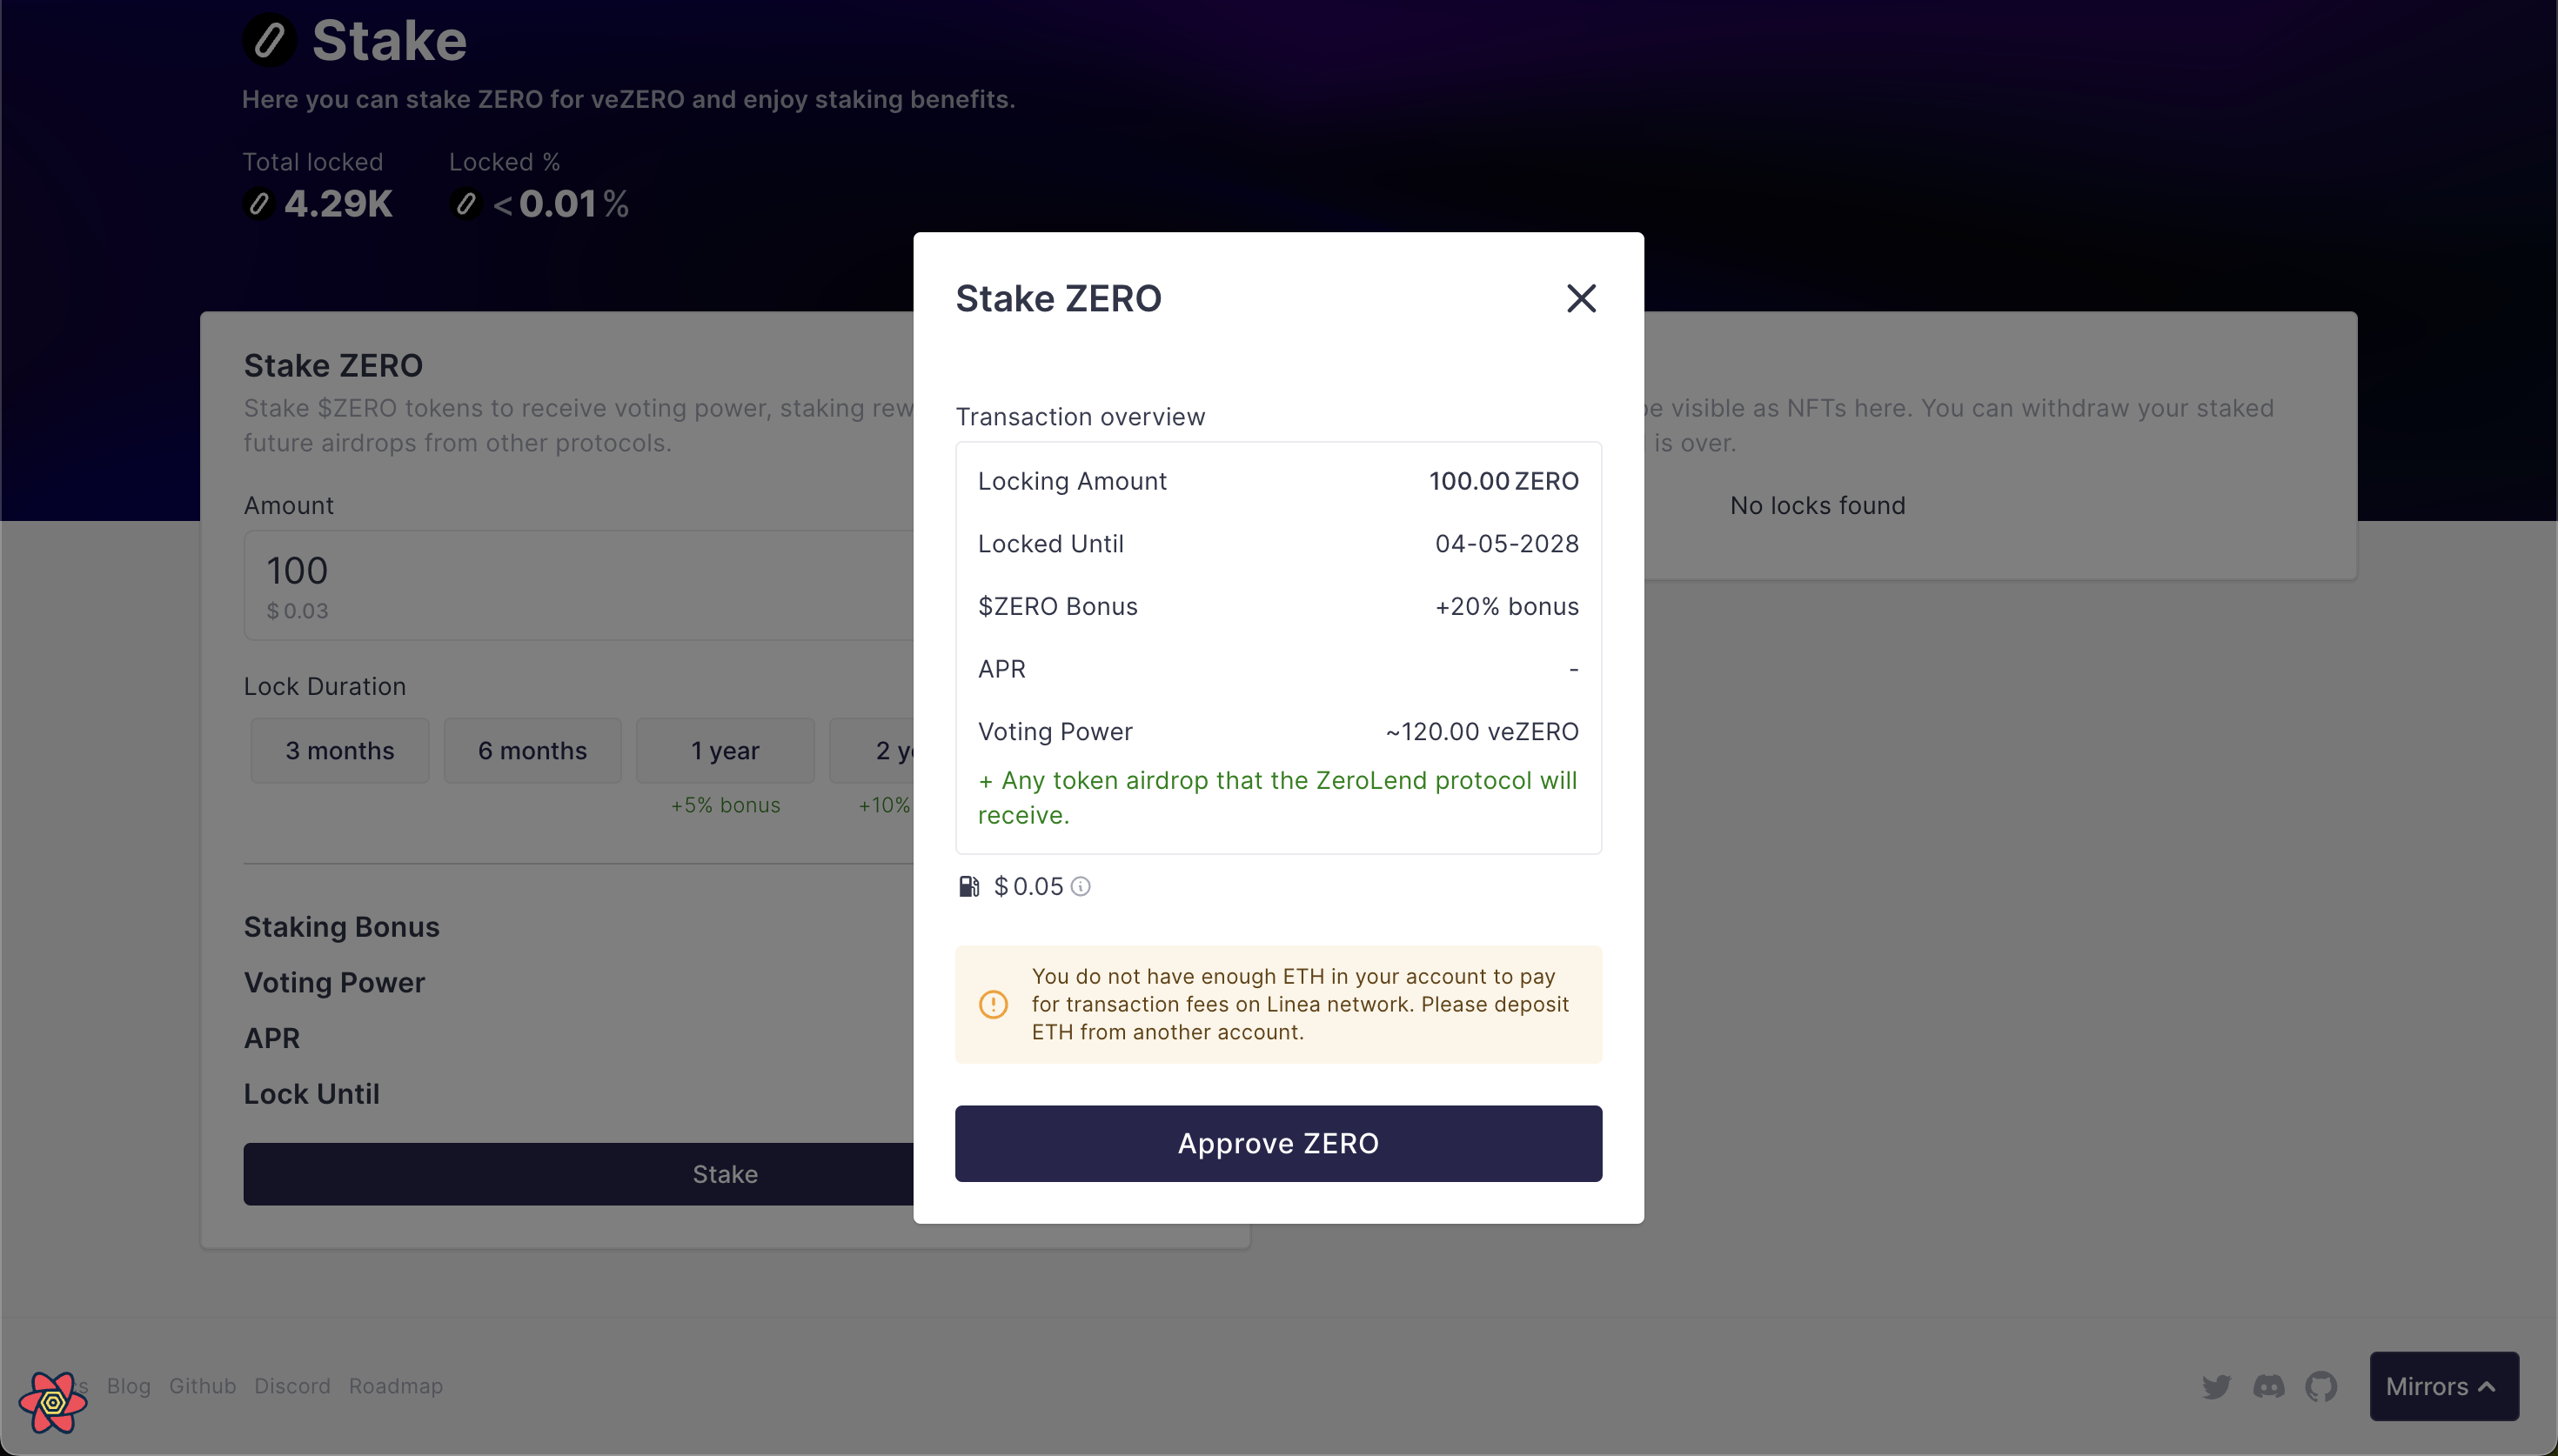 Stake
Here you can stake ZERO for veZERO and enjoy staking benefits.
Total locked Locked %
4.29K <0.01%
Stake ZERO
Stake $ZERO tokens to receive voting power, staking
future airdrops from other protocols.
Amount
100
$0.03
Lock Duration
3 months 6 months 1 year 2
+5% bonus +10%
Staking Bonus
Voting Power
APR
Lock Until
Stake
Stake ZERO
Transaction overview
Locking Amount 100.00 ZERO
Locked Until 04-05-2028
$ZERO Bonus +20% bonus
APR -
Voting Power ~120.00 veZERO
+ Any token airdrop that the ZeroLend protocol will
receive.
$0.05
You do not have enough ETH in your account to pay
for transaction fees on Linea network. Please deposit
ETH from another account.
Approve ZERO
be visible as NFTs here. You can withdraw your staked
is over.
No locks found
Blog Github Discord Roadmap
Mirrors